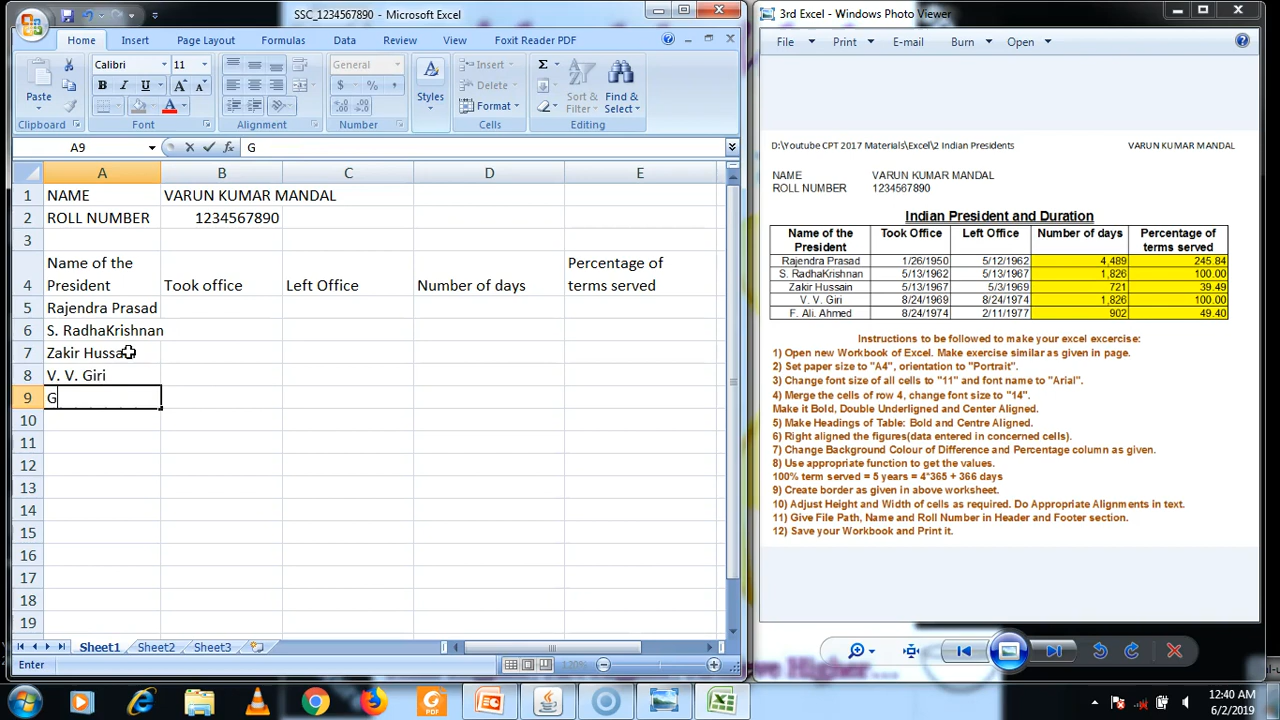 SSC_1234567890 - Microsoft Excel
Home Insert Page Layout Formulas Data Review View Foxit Reader PDF
Calibri 11 General Insert
Paste B I U A A Styles Delete Sort & Filter Find & Select
A $ % , Format
Clipboard Font Alignment Number Cells Editing
A9 fx G
A B C D E
1 NAME VARUN KUMAR MANDAL
2 ROLL NUMBER 1234567890
3
4 Name of the President Took office Left Office Number of days Percentage of terms served
5 Rajendra Prasad
6 S. RadhaKrishnan
7 Zakir Hussa
8 V. V. Giri
9 G
10
11
12
13
14
15
16
17
18
19
Sheet1 Sheet2 Sheet3
Enter 120%
3rd Excel - Windows Photo Viewer
File Print E-mail Burn Open
D:\Youtube CPT 2017 Materials\Excel\2 Indian Presidents VARUN KUMAR MANDAL
NAME VARUN KUMAR MANDAL
ROLL NUMBER 1234567890
Indian President and Duration
Name of the President Took Office Left Office Number of days Percentage of terms served
Rajendra Prasad 1/26/1950 5/12/1962 4,489 245.84
S. RadhaKrishnan 5/13/1962 5/13/1967 1,826 100.00
Zakir Hussain 5/13/1967 5/3/1969 721 39.49
V. V. Giri 8/24/1969 8/24/1974 1,826 100.00
F. Ali. Ahmed 8/24/1974 2/11/1977 902 49.40
Instructions to be followed to make your excel excercise:
1) Open new Workbook of Excel. Make exercise similar as given in page.
2) Set paper size to "A4", orientation to "Portrait".
3) Change font size of all cells to "11" and font name to "Arial".
4) Merge the cells of row 4, change font size to "14".
Make it Bold, Double Underligned and Center Aligned.
5) Make Headings of Table: Bold and Centre Aligned.
6) Right aligned the figures(data entered in concerned cells).
7) Change Background Colour of Difference and Percentage column as given.
8) Use appropriate function to get the values.
100% term served = 5 years = 4*365 + 366 days
9) Create border as given in above worksheet.
10) Adjust Height and Width of cells as required. Do Appropriate Alignments in text.
11) Give File Path, Name and Roll Number in Header and Footer section.
12) Save your Workbook and Print it.
12:40 AM
6/2/2019